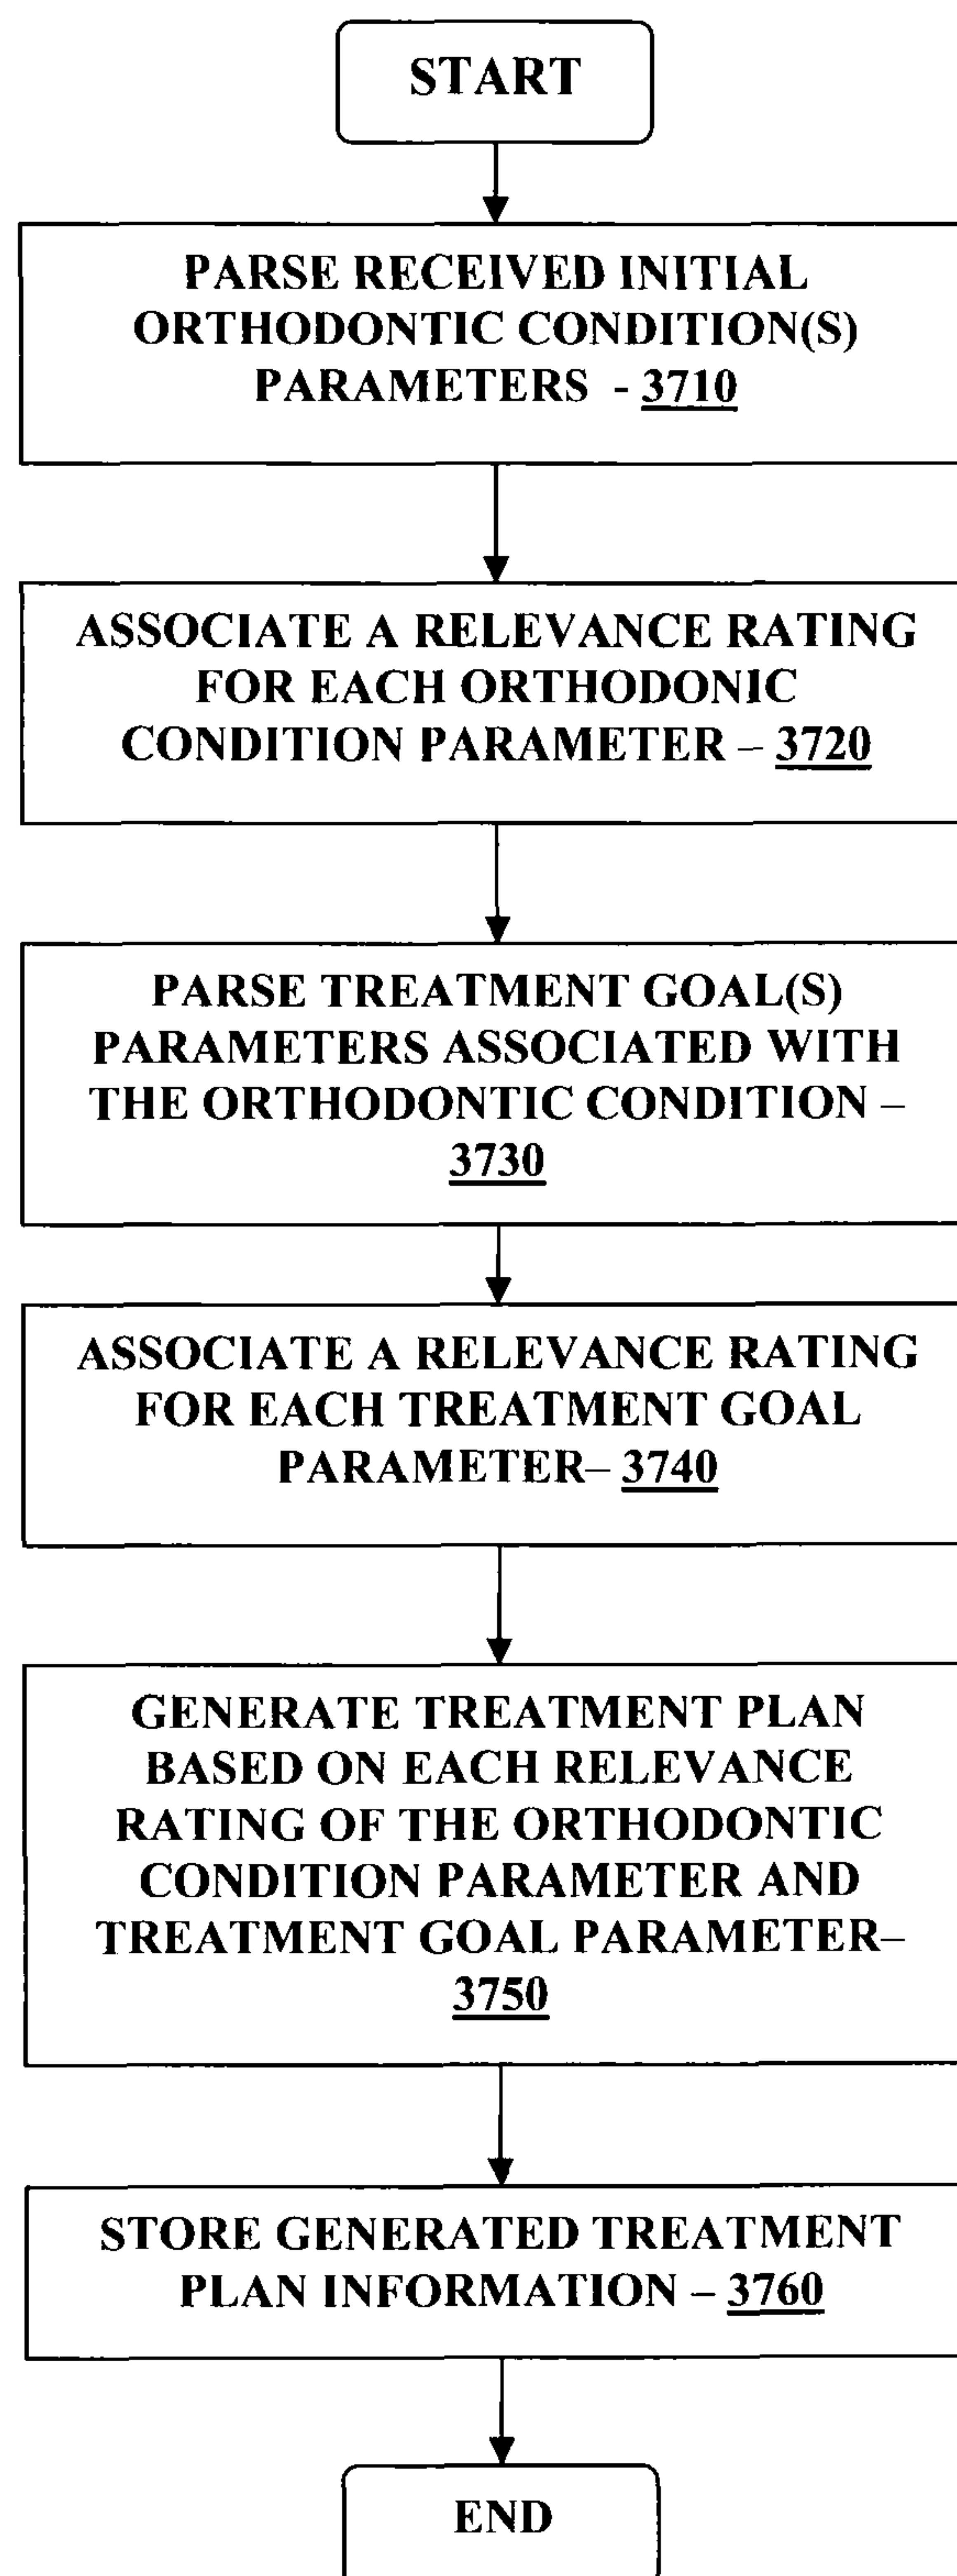 START
PARSE RECEIVED INITIAL
ORTHODONTIC CONDITION(S)
PARAMETERS - 3710
ASSOCIATE A RELEVANCE RATING
FOR EACH ORTHODONIC
CONDITION PARAMETER – 3720
PARSE TREATMENT GOAL(S)
PARAMETERS ASSOCIATED WITH
THE ORTHODONTIC CONDITION –
3730
ASSOCIATE A RELEVANCE RATING
FOR EACH TREATMENT GOAL
PARAMETER– 3740
GENERATE TREATMENT PLAN
BASED ON EACH RELEVANCE
RATING OF THE ORTHODONTIC
CONDITION PARAMETER AND
TREATMENT GOAL PARAMETER–
3750
STORE GENERATED TREATMENT
PLAN INFORMATION – 3760
END